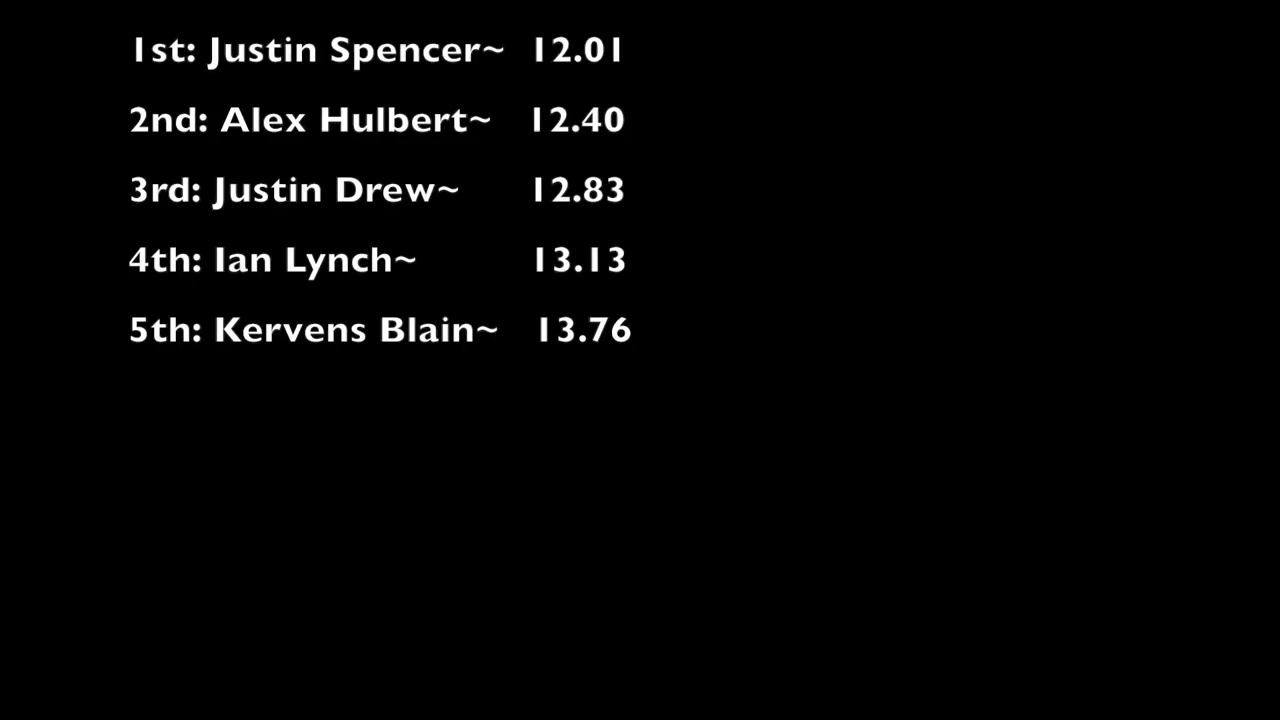 1st: Justin Spencer~ 12.01
2nd: Alex Hulbert~ 12.40
3rd: Justin Drew~ 12.83
4th: Ian Lynch~ 13.13
5th: Kervens Blain~ 13.76